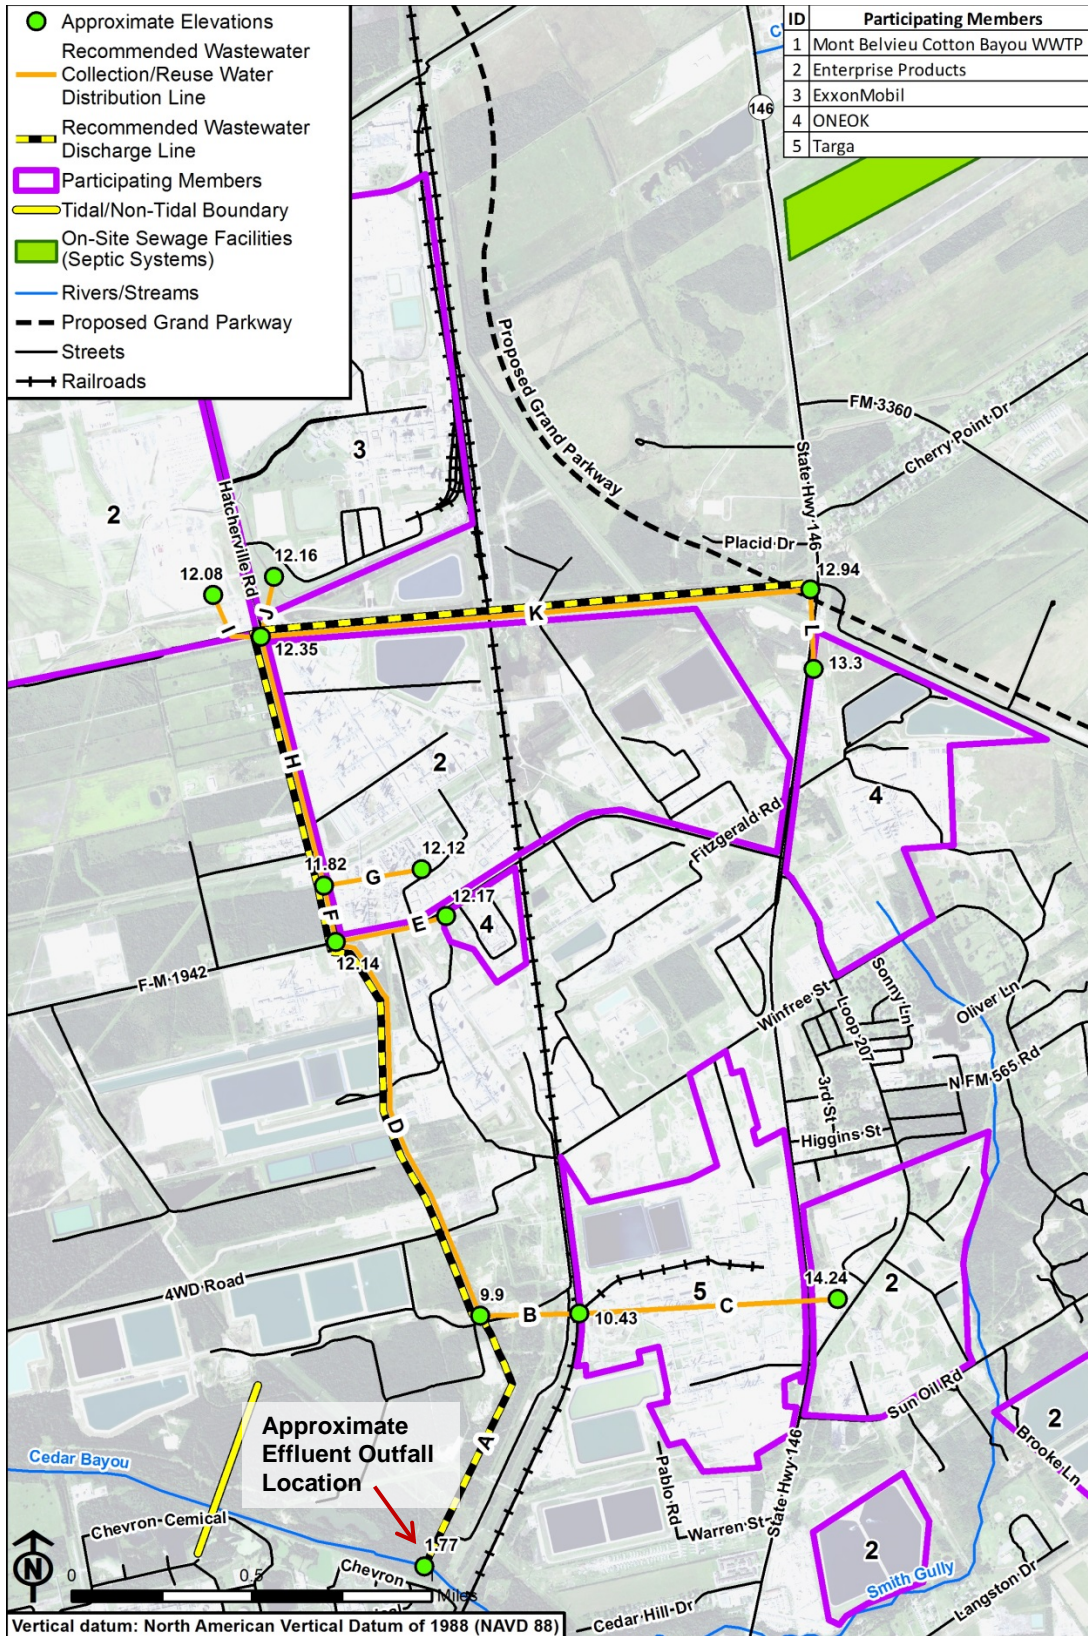 Approximate Elevations
Recommended Wastewater
Collection/Reuse Water
Distribution Line
Recommended Wastewater
Discharge Line
Participating Members
Tidal/Non-Tidal Boundary
On-Site Sewage Facilities
(Septic Systems)
Rivers/Streams
Proposed Grand Parkway
Streets
Railroads
ID Participating Members
1 Mont Belvieu Cotton Bayou WWTP
2 Enterprise Products
3 ExxonMobil
4 ONEOK
5 Targa
146
Proposed Grand Parkway
FM 3360
Cherry Point Dr
State Hwy 146
Placid Dr
Hatcherville Rd
3
2
12.08
12.16
12.94
I
J
K
L
12.35
13.3
H
2
4
Fitzgerald Rd
11.82
G
12.12
F
E
12.17
4
12.14
F-M 1942
Winfree St
Sonny Ln
Loop 207
Oliver Ln
N FM 565 Rd
3rd St
Higgins St
D
4WD Road
9.9
B
10.43
5
C
14.24
2
Sun Oil Rd
2
Brooke Ln
A
Approximate
Effluent Outfall
Location
Cedar Bayou
Chevron Cemical
Chevron
1.77
Pablo Rd
Warren St
State Hwy 146
2
Smith Gully
Langston Dr
Cedar Hill Dr
N
0 0.5
Miles
Vertical datum: North American Vertical Datum of 1988 (NAVD 88)